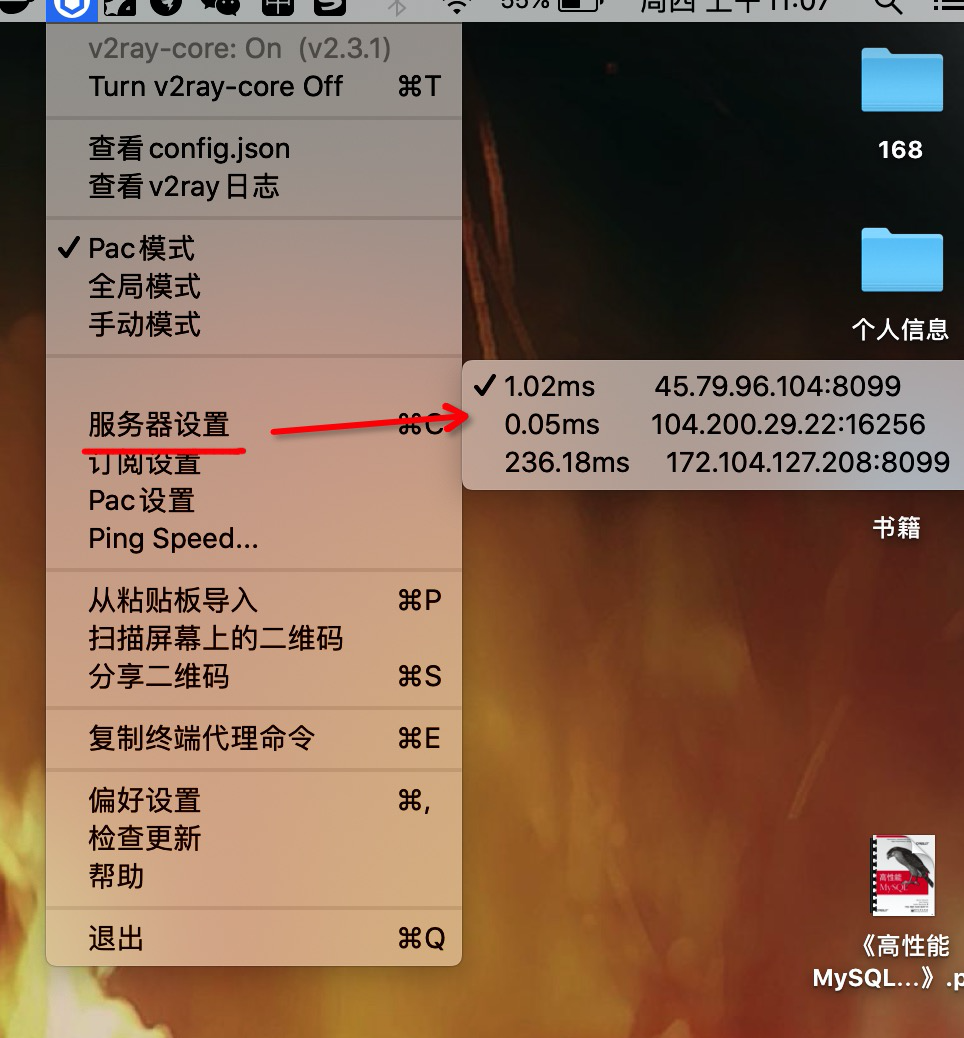 55% 周四 上午 11:07
v2ray-core: On (v2.3.1)
Turn v2ray-core Off ⌘T
查看config.json
查看v2ray日志
✓ Pac模式
全局模式
手动模式
服务器设置 ⌘C
✓ 1.02ms 45.79.96.104:8099
0.05ms 104.200.29.22:16256
236.18ms 172.104.127.208:8099
订阅设置
Pac设置
Ping Speed...
从粘贴板导入 ⌘P
扫描屏幕上的二维码
分享二维码 ⌘S
复制终端代理命令 ⌘E
偏好设置 ⌘,
检查更新
帮助
退出 ⌘Q
168
个人信息
书籍
高性能
MySQL
《高性能
MySQL...》.p